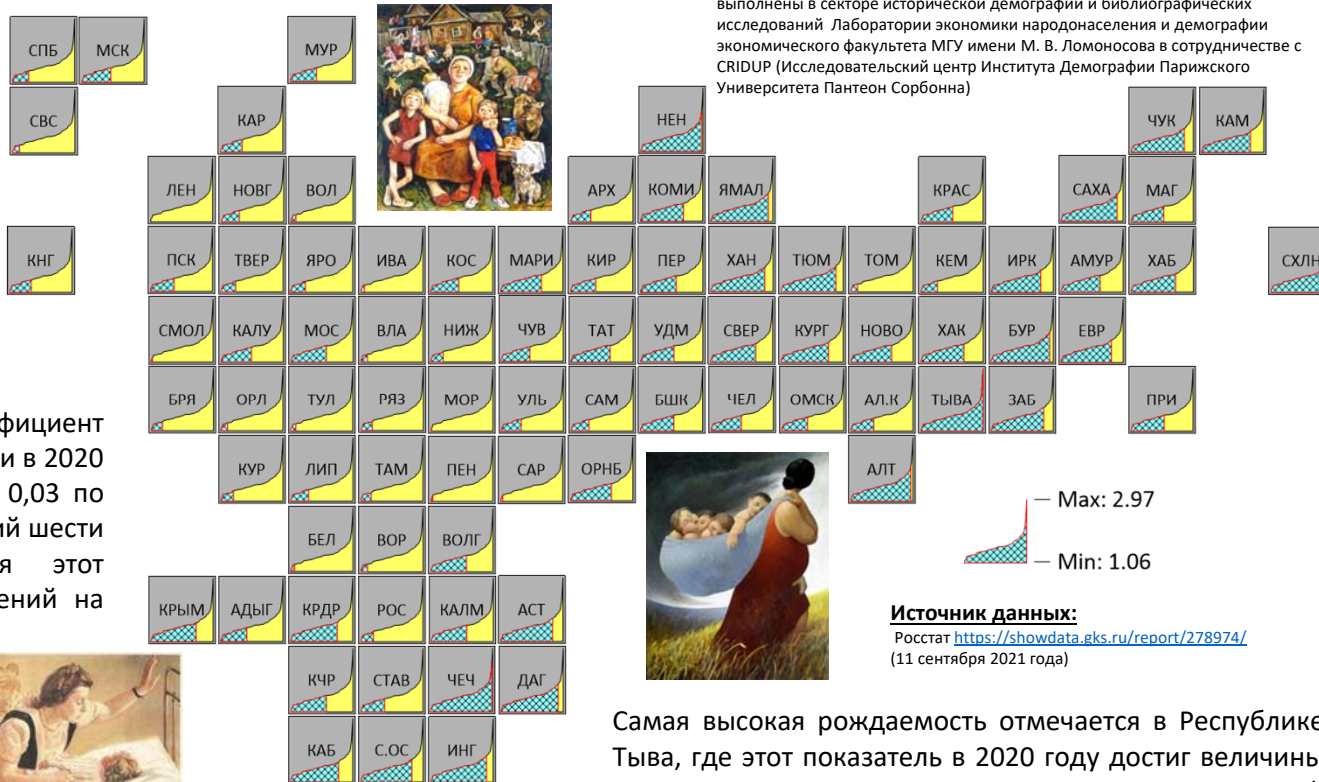 выполнены в секторе исторической демографии и библиографических
исследований Лаборатории экономики народонаселения и демографии
экономического факультета МГУ имени М. В. Ломоносова в сотрудничестве с
CRIDUP (Исследовательский центр Института Демографии Парижского
Университета Пантеон Сорбонна)
СПБ МСК МУР
СВС КАР НЕН ЧУК КАМ
ЛЕН НОВГ ВОЛ АРХ КОМИ ЯМАЛ КРАС САХА МАГ
КНГ ПСК ТВЕР ЯРО ИВА КОС МАРИ КИР ПЕР ХАН ТЮМ ТОМ КЕМ ИРК АМУР ХАБ СХЛН
СМОЛ КАЛУ МОС ВЛА НИЖ ЧУВ ТАТ УДМ СВЕР КУРГ НОВО ХАК БУР ЕВР
БРЯ ОРЛ ТУЛ РЯЗ МОР УЛЬ САМ БШК ЧЕЛ ОМСК АЛ.К ТЫВА ЗАБ ПРИ
КУР ЛИП ТАМ ПЕН САР ОРНБ АЛТ
БЕЛ ВОР ВОЛГ
КРЫМ АДЫГ КРДР РОС КАЛМ АСТ
КЧР СТАВ ЧЕЧ ДАГ
КАБ С.ОС ИНГ
фициент
и в 2020
0,03 по
ий шести
я этот
ений на
Max: 2.97
Min: 1.06
Источник данных:
Росстат https://showdata.gks.ru/report/278974/
(11 сентября 2021 года)
Самая высокая рождаемость отмечается в Республике
Тыва, где этот показатель в 2020 году достиг величины